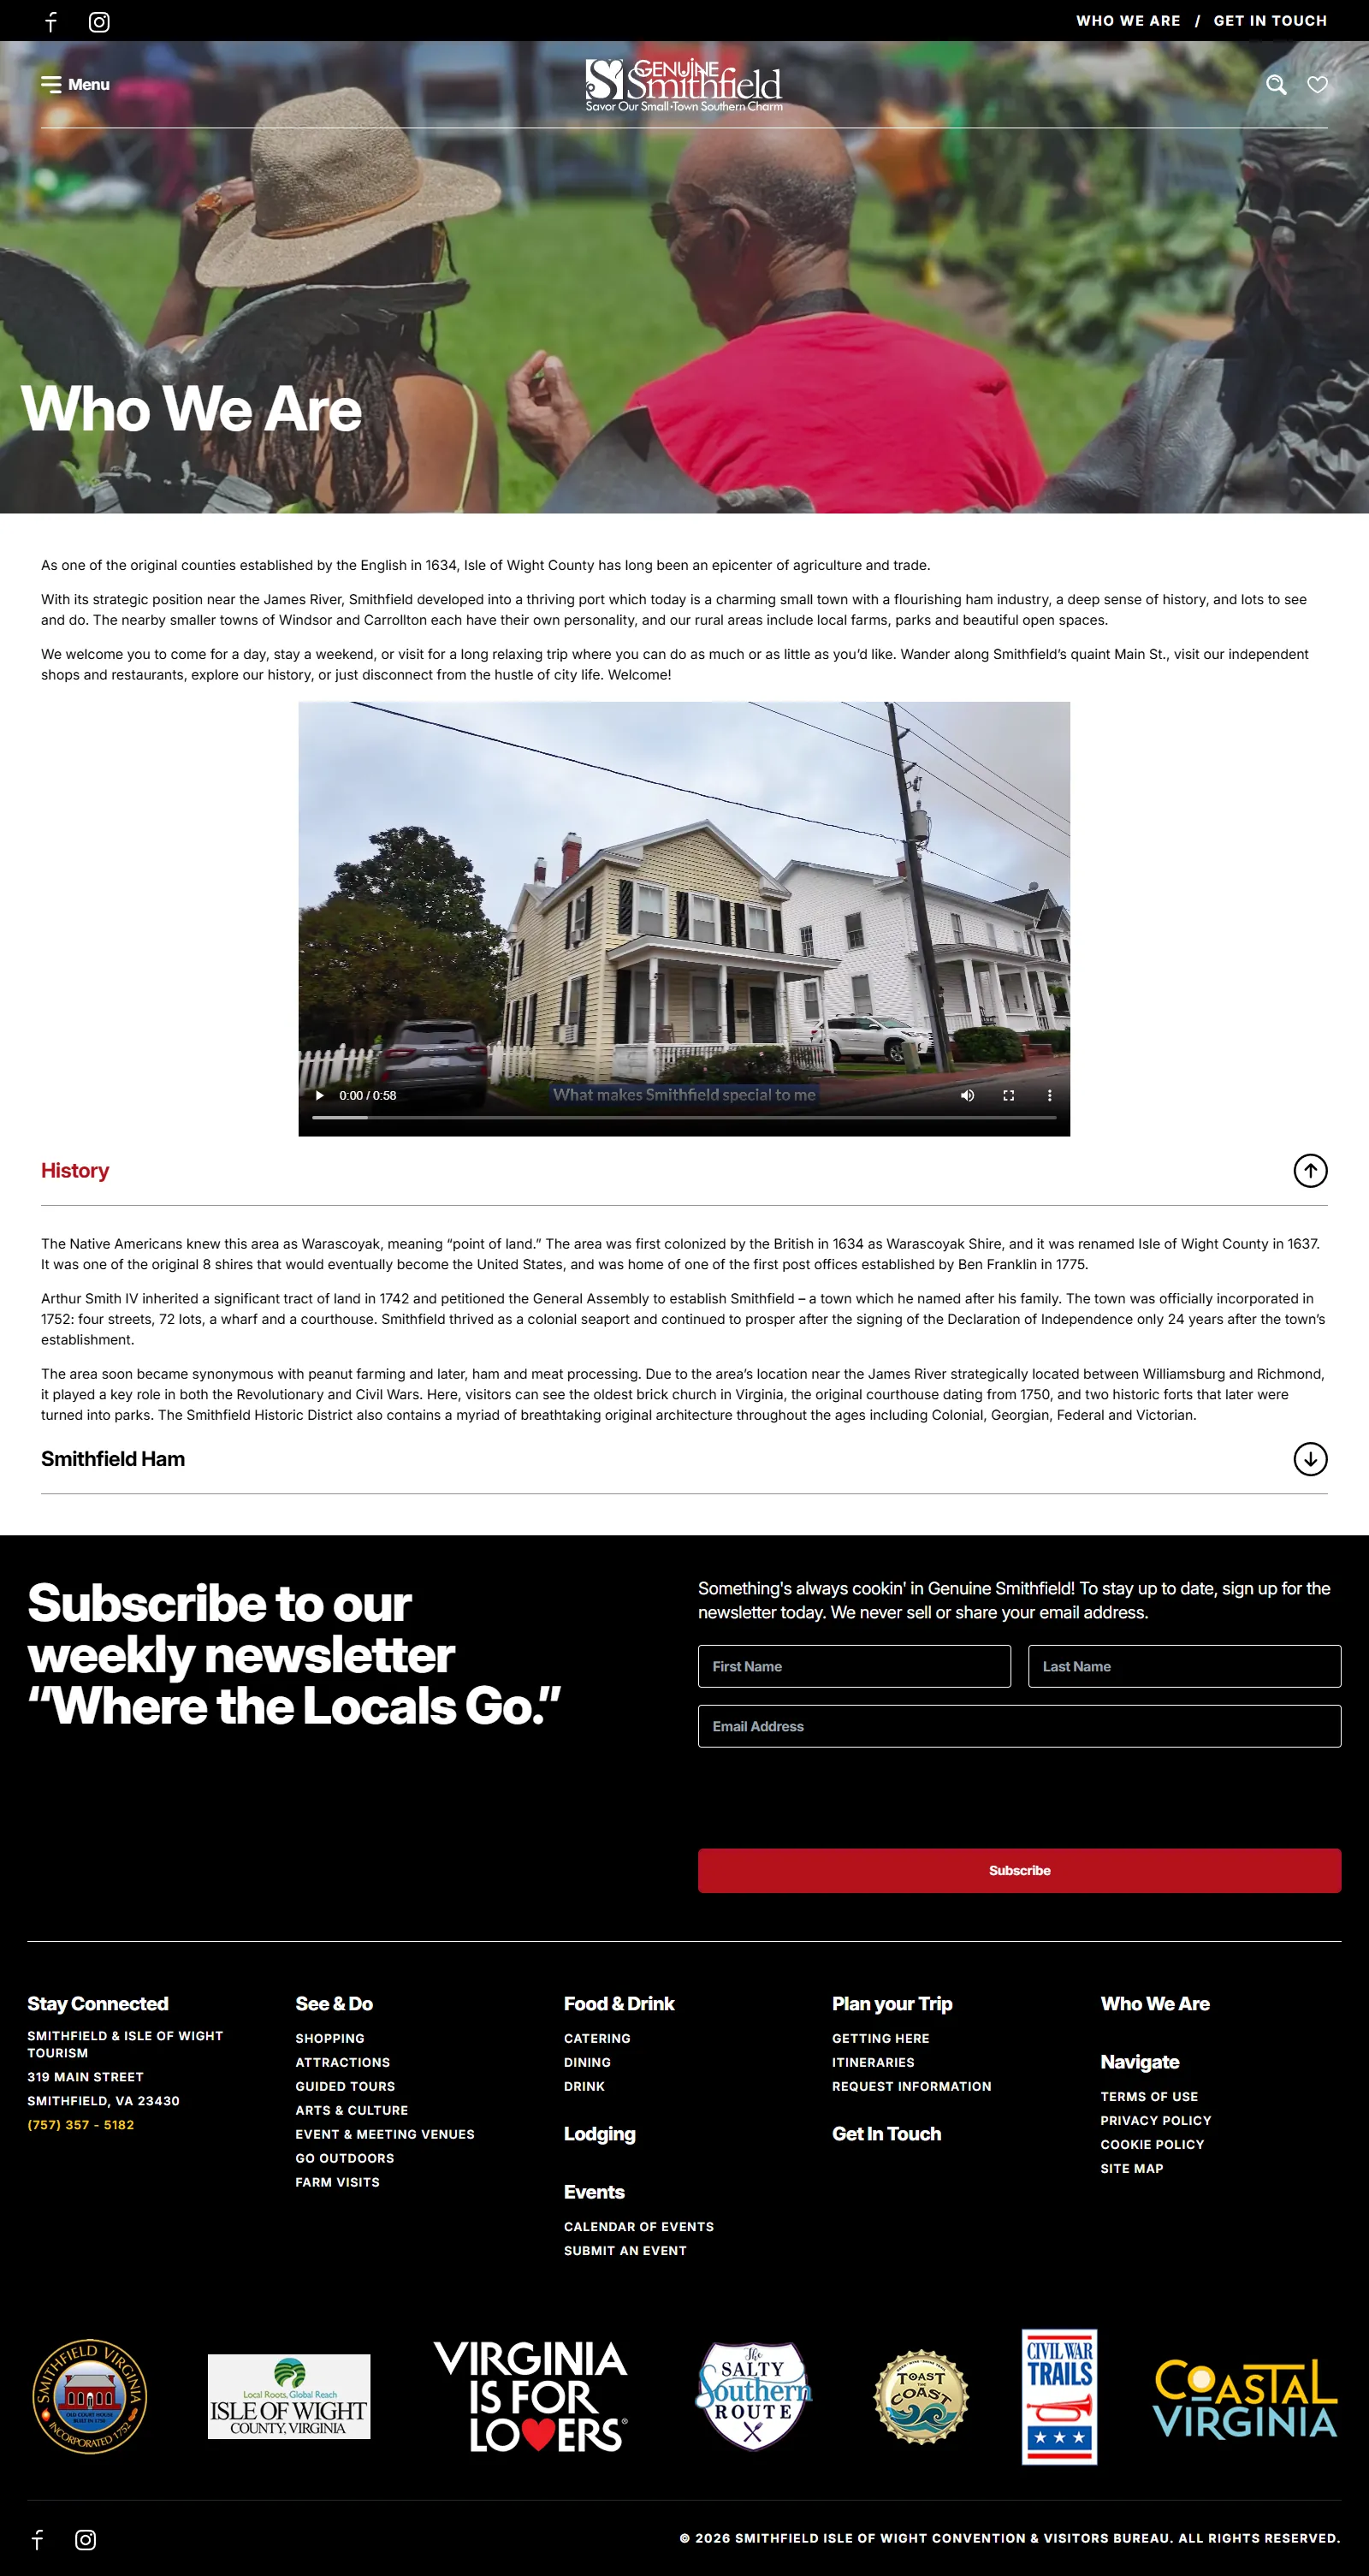 WHO WE ARE / GET IN TOUCH
Menu
GENUINE
Smithfield
Savor Our Small-Town Southern Charm
Who We Are
As one of the original counties established by the English in 1634, Isle of Wight County has long been an epicenter of agriculture and trade.
With its strategic position near the James River, Smithfield developed into a thriving port which today is a charming small town with a flourishing ham industry, a deep sense of history, and lots to see
and do. The nearby smaller towns of Windsor and Carrollton each have their own personality, and our rural areas include local farms, parks and beautiful open spaces.
We welcome you to come for a day, stay a weekend, or visit for a long relaxing trip where you can do as much or as little as you’d like. Wander along Smithfield’s quaint Main St., visit our independent
shops and restaurants, explore our history, or just disconnect from the hustle of city life. Welcome!
0:00 / 0:58
What makes Smithfield special to me
History
The Native Americans knew this area as Warascoyak, meaning “point of land.” The area was first colonized by the British in 1634 as Warascoyak Shire, and it was renamed Isle of Wight County in 1637.
It was one of the original 8 shires that would eventually become the United States, and was home of one of the first post offices established by Ben Franklin in 1775.
Arthur Smith IV inherited a significant tract of land in 1742 and petitioned the General Assembly to establish Smithfield – a town which he named after his family. The town was officially incorporated in
1752: four streets, 72 lots, a wharf and a courthouse. Smithfield thrived as a colonial seaport and continued to prosper after the signing of the Declaration of Independence only 24 years after the town’s
establishment.
The area soon became synonymous with peanut farming and later, ham and meat processing. Due to the area’s location near the James River strategically located between Williamsburg and Richmond,
it played a key role in both the Revolutionary and Civil Wars. Here, visitors can see the oldest brick church in Virginia, the original courthouse dating from 1750, and two historic forts that later were
turned into parks. The Smithfield Historic District also contains a myriad of breathtaking original architecture throughout the ages including Colonial, Georgian, Federal and Victorian.
Smithfield Ham
Subscribe to our
weekly newsletter
“Where the Locals Go.”
Something's always cookin' in Genuine Smithfield! To stay up to date, sign up for the
newsletter today. We never sell or share your email address.
First Name
Last Name
Email Address
Subscribe
Stay Connected
SMITHFIELD & ISLE OF WIGHT
TOURISM
319 MAIN STREET
SMITHFIELD, VA 23430
(757) 357 - 5182
See & Do
SHOPPING
ATTRACTIONS
GUIDED TOURS
ARTS & CULTURE
EVENT & MEETING VENUES
GO OUTDOORS
FARM VISITS
Food & Drink
CATERING
DINING
DRINK
Lodging
Events
CALENDAR OF EVENTS
SUBMIT AN EVENT
Plan your Trip
GETTING HERE
ITINERARIES
REQUEST INFORMATION
Get In Touch
Who We Are
Navigate
TERMS OF USE
PRIVACY POLICY
COOKIE POLICY
SITE MAP
SMITHFIELD VIRGINIA
OLD COURT HOUSE
BUILT IN 1750
INCORPORATED 1752
Local Roots, Global Reach
ISLE OF WIGHT
COUNTY, VIRGINIA
VIRGINIA
IS FOR
LOVERS®
The
SALTY
Southern
ROUTE
TOAST
THE
COAST
CIVIL WAR
TRAILS
COASTAL
VIRGINIA
© 2026 SMITHFIELD ISLE OF WIGHT CONVENTION & VISITORS BUREAU. ALL RIGHTS RESERVED.